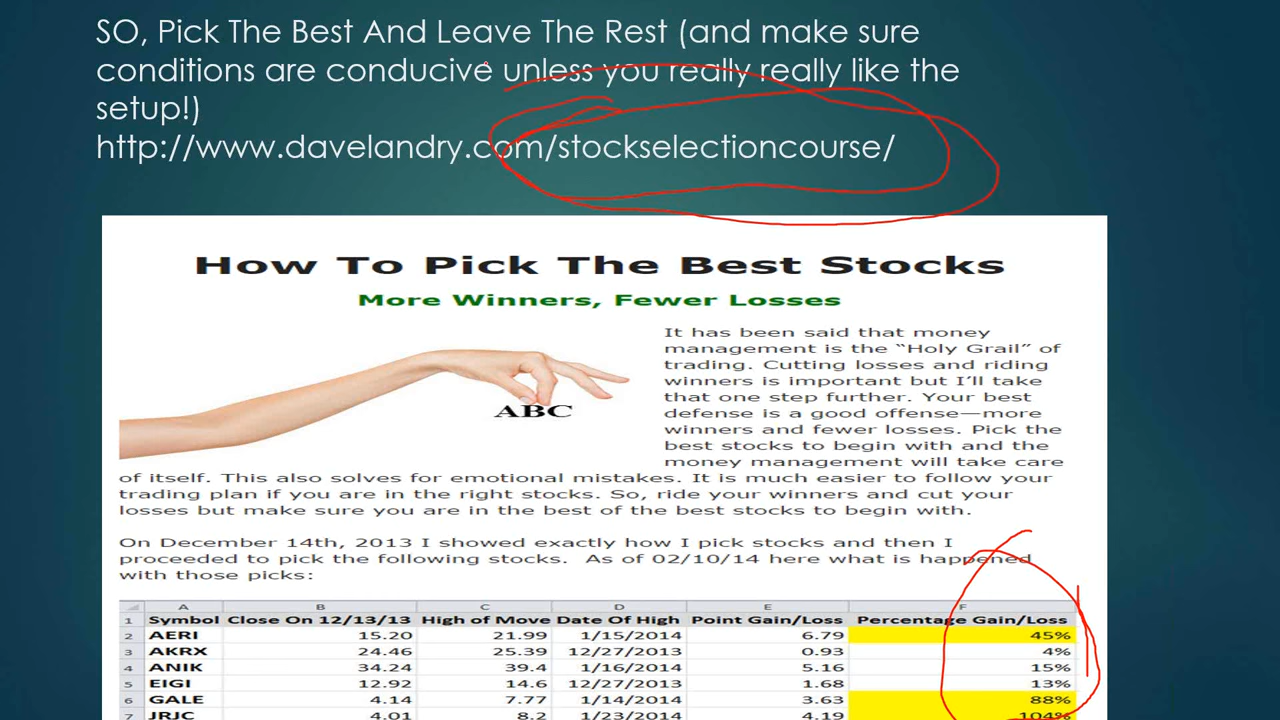 SO, Pick The Best And Leave The Rest (and make sure
conditions are conducive unless you really really like the
setup!)
http://www.davelandry.com/stockselectioncourse/
How To Pick The Best Stocks
More Winners, Fewer Losses
ABC
It has been said that money
management is the “Holy Grail” of
trading. Cutting losses and riding
winners is important but I’ll take
that one step further. Your best
defense is a good offense—more
winners and fewer losses. Pick the
best stocks to begin with and the
money management will take care
of itself. This also solves for emotional mistakes. It is much easier to follow your
trading plan if you are in the right stocks. So, ride your winners and cut your
losses but make sure you are in the best of the best stocks to begin with.
On December 14th, 2013 I showed exactly how I pick stocks and then I
proceeded to pick the following stocks. As of 02/10/14 here what is happened
with those picks:
A B C D E F
1 Symbol Close On 12/13/13 High of Move Date Of High Point Gain/Loss Percentage Gain/Loss
2 AERI 15.20 21.99 1/15/2014 6.79 45%
3 AKRX 24.46 25.39 12/27/2013 0.93 4%
4 ANIK 34.24 39.4 1/16/2014 5.16 15%
5 EIGI 12.92 14.6 12/27/2013 1.68 13%
6 GALE 4.14 7.77 1/14/2014 3.63 88%
7 JRJC 4.01 8.2 1/23/2014 4.19 104%